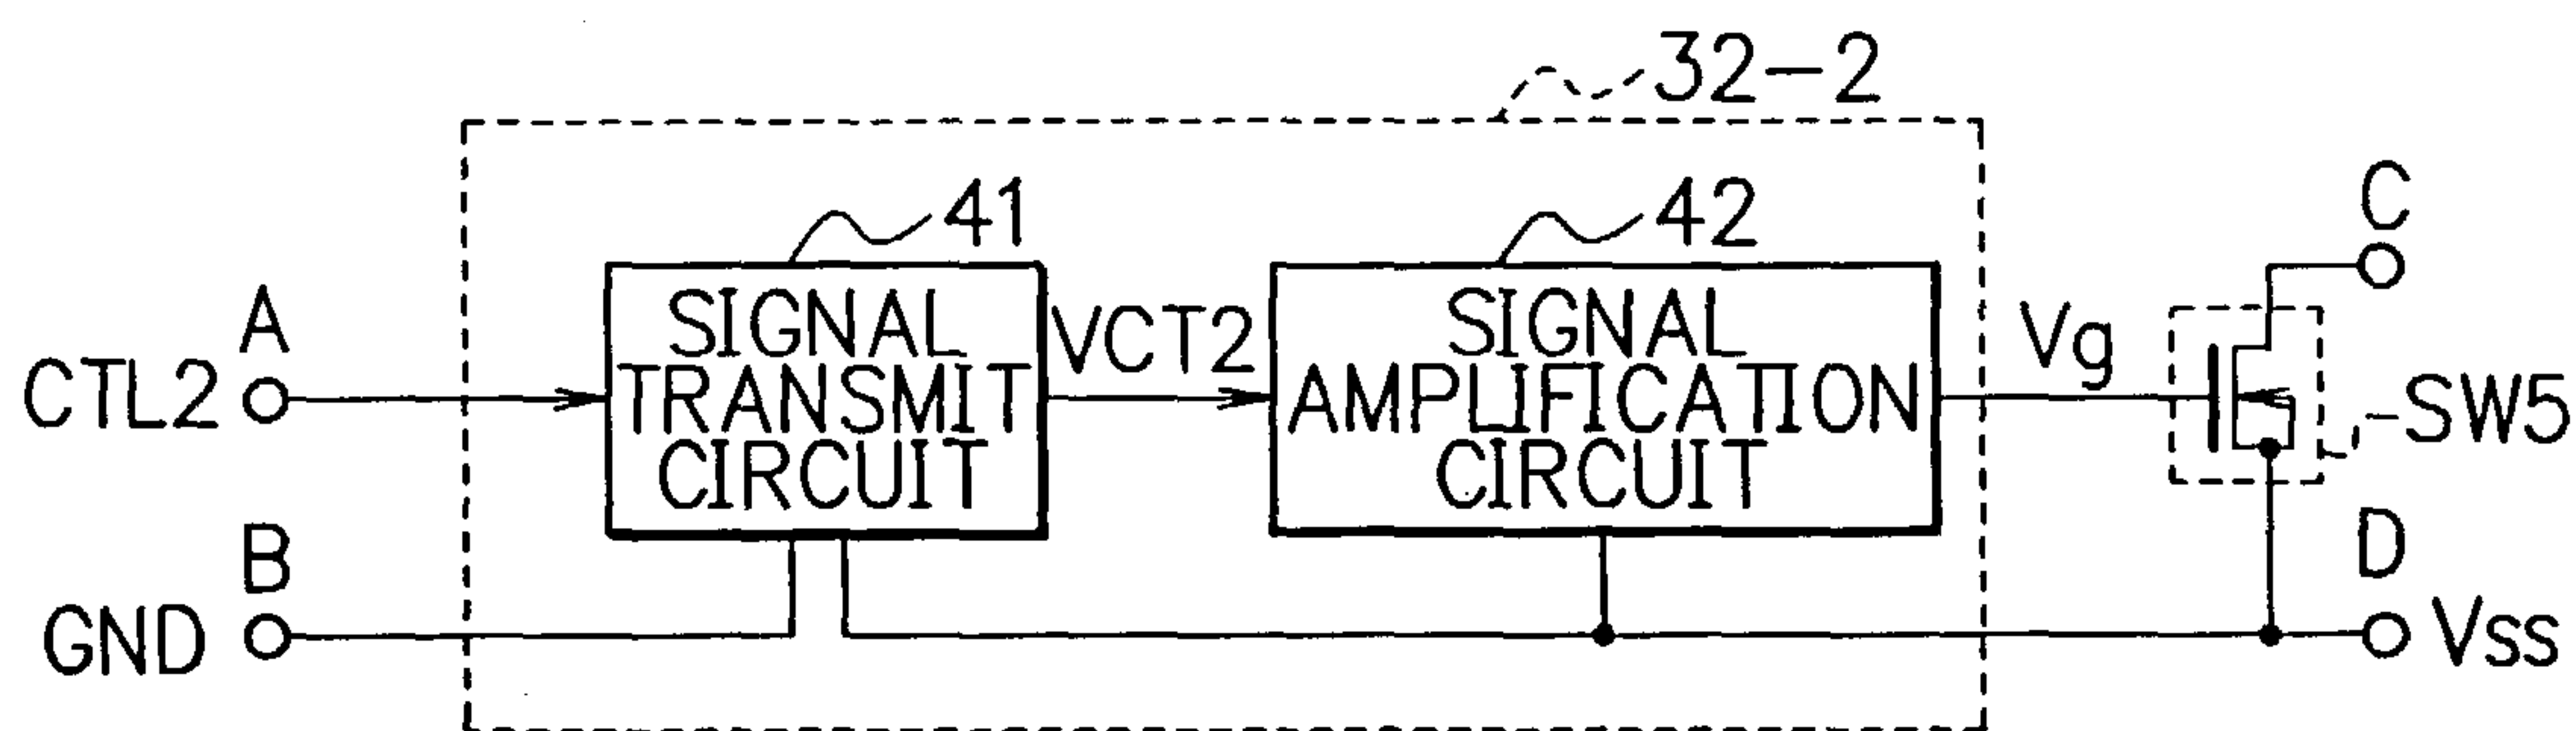 32-2
41
42
C
A
SIGNAL
TRANSMIT
CIRCUIT
VCT2
SIGNAL
AMPLIFICATION
CIRCUIT
Vg
CTL2
SW5
B
D
GND
Vss